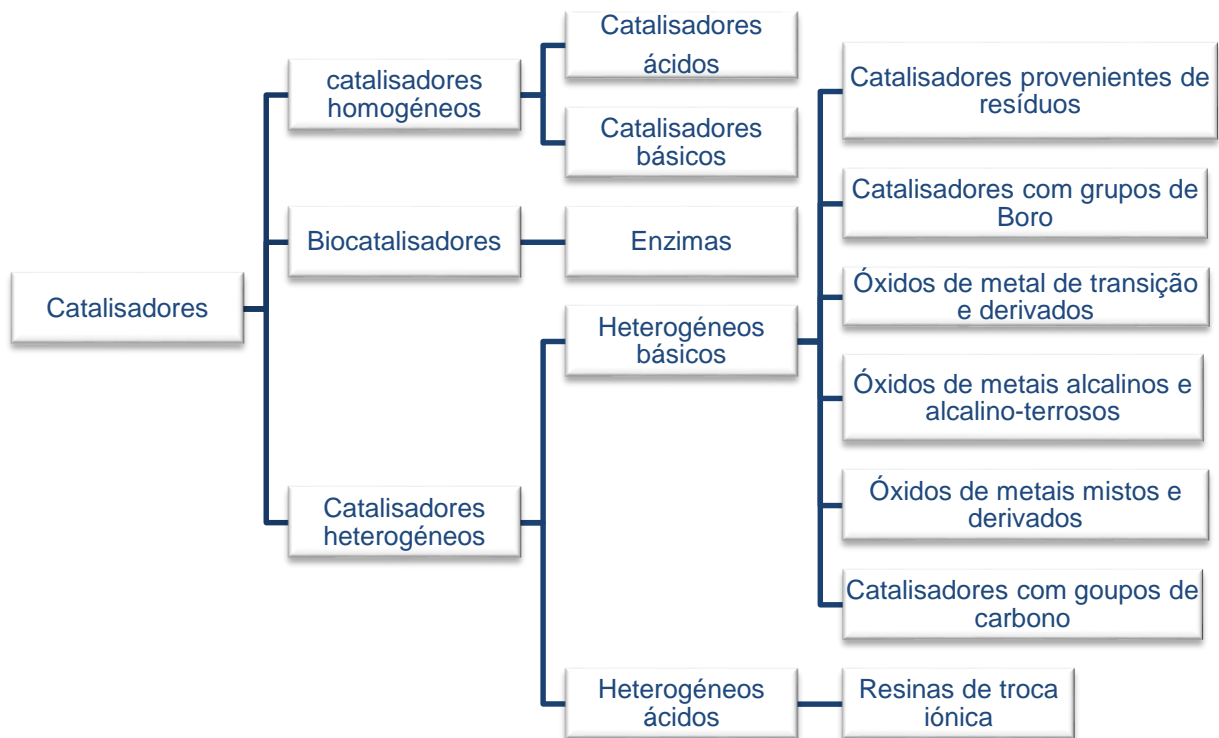 Catalisadores
catalisadores
homogéneos
Catalisadores
ácidos
Catalisadores
básicos
Biocatalisadores
Enzimas
Catalisadores
heterogéneos
Heterogéneos
básicos
Catalisadores provenientes de
resíduos
Catalisadores com grupos de
Boro
Óxidos de metal de transição
e derivados
Óxidos de metais alcalinos e
alcalino-terrosos
Óxidos de metais mistos e
derivados
Catalisadores com goupos de
carbono
Heterogéneos
ácidos
Resinas de troca
iónica